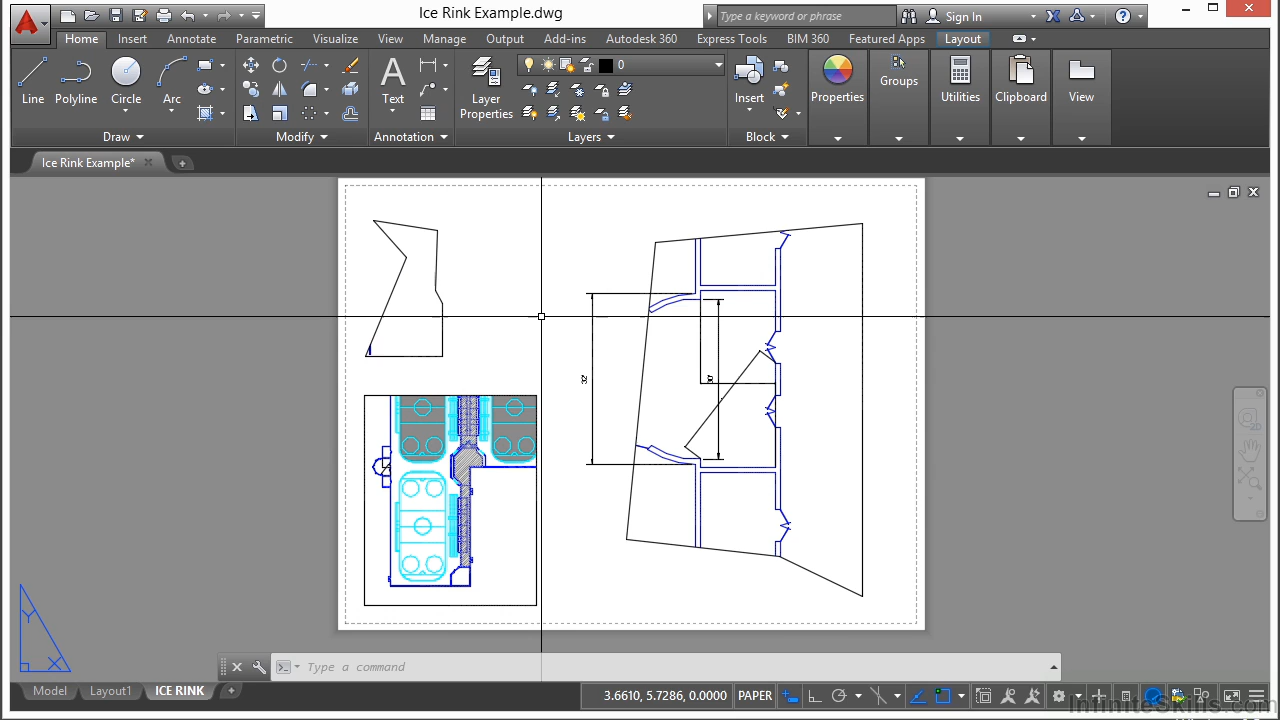 Ice Rink Example.dwg
Type a keyword or phrase
Sign In
Home Insert Annotate Parametric Visualize View Manage Output Add-ins Autodesk 360 Express Tools BIM 360 Featured Apps Layout
0
Line Polyline Circle Arc Text Layer Properties Insert Properties Groups Utilities Clipboard View
Draw Modify Annotation Layers Block
Ice Rink Example*
Y
X
Type a command
Model Layout1 ICE RINK
3.6610, 5.7286, 0.0000 PAPER
InfiniteSkills.com